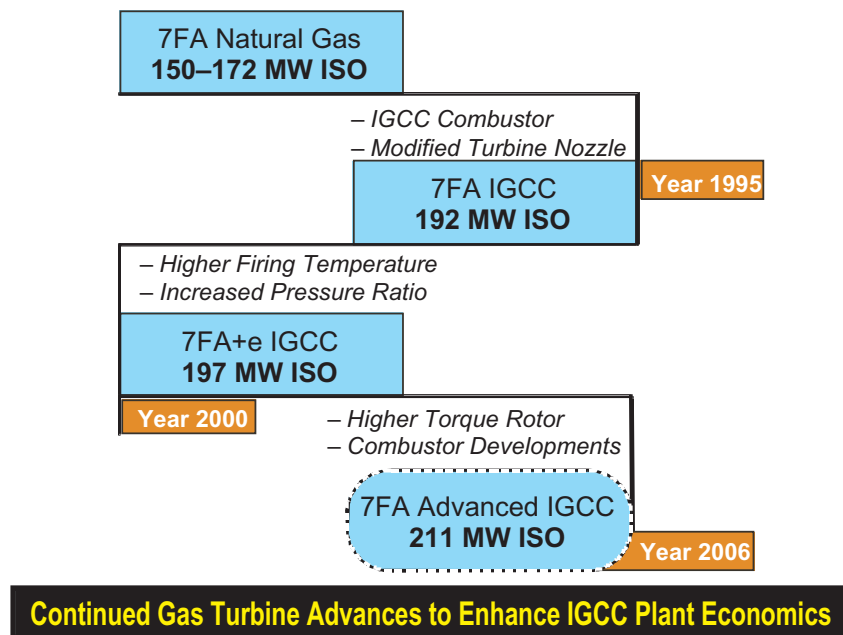 7FA Natural Gas
150–172 MW ISO
– IGCC Combustor
– Modified Turbine Nozzle
7FA IGCC
192 MW ISO
Year 1995
– Higher Firing Temperature
– Increased Pressure Ratio
7FA+e IGCC
197 MW ISO
Year 2000
– Higher Torque Rotor
– Combustor Developments
7FA Advanced IGCC
211 MW ISO
Year 2006
Continued Gas Turbine Advances to Enhance IGCC Plant Economics